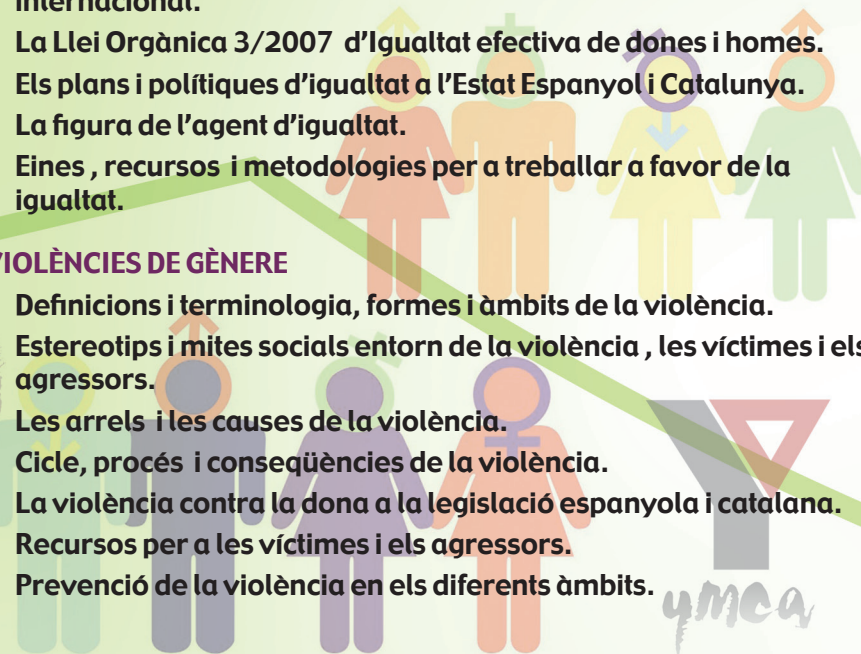 internacional.
La Llei Orgànica 3/2007 d'Igualtat efectiva de dones i homes.
Els plans i polítiques d'igualtat a l'Estat Espanyol i Catalunya.
La figura de l'agent d'igualtat.
Eines , recursos i metodologies per a treballar a favor de la
igualtat.
VIOLÈNCIES DE GÈNERE
Definicions i terminologia, formes i àmbits de la violència.
Estereotips i mites socials entorn de la violència , les víctimes i els
agressors.
Les arrels i les causes de la violència.
Cicle, procés i conseqüències de la violència.
La violència contra la dona a la legislació espanyola i catalana.
Recursos per a les víctimes i els agressors.
Prevenció de la violència en els diferents àmbits.
ymca